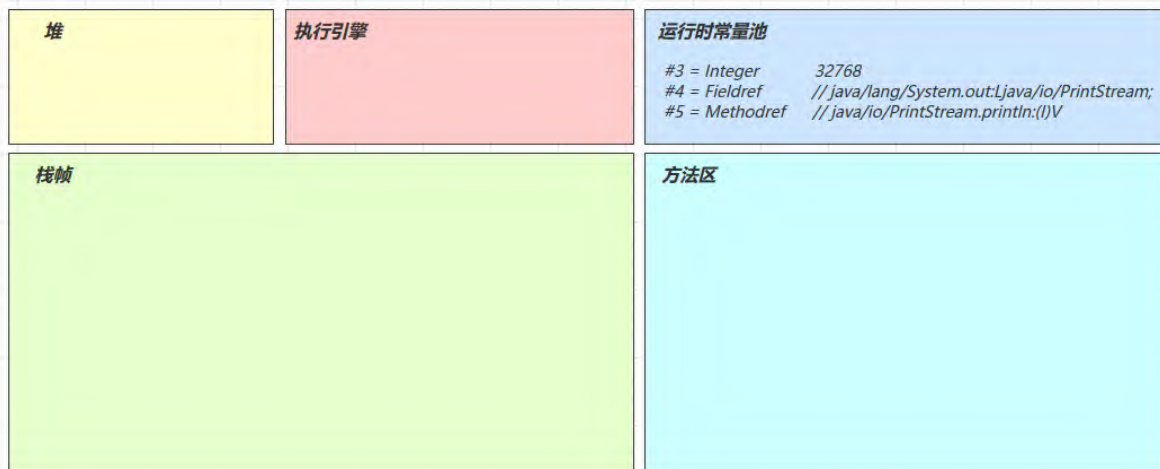 堆
执行引擎
运行时常量池
#3 = Integer 32768
#4 = Fieldref // java/lang/System.out:Ljava/io/PrintStream;
#5 = Methodref // java/io/PrintStream.println:(I)V
栈帧
方法区